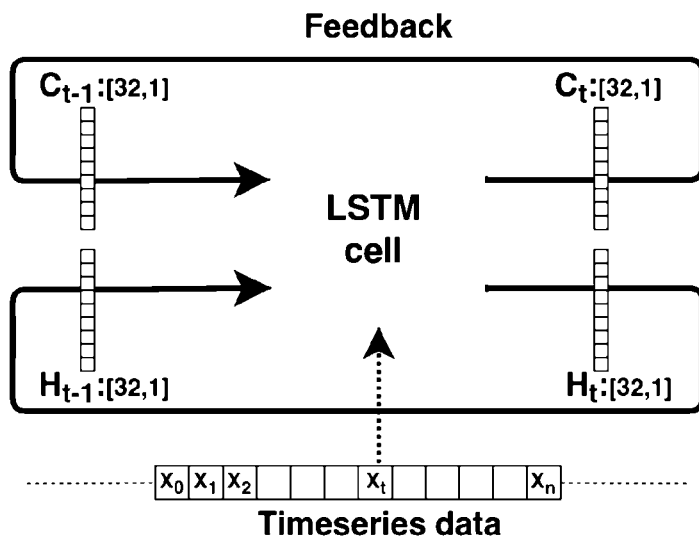 Feedback
Cₜ₋₁:[32,1]
Cₜ:[32,1]
LSTM
cell
Hₜ₋₁:[32,1]
Hₜ:[32,1]
X₀ X₁ X₂ Xₜ Xₙ
Timeseries data